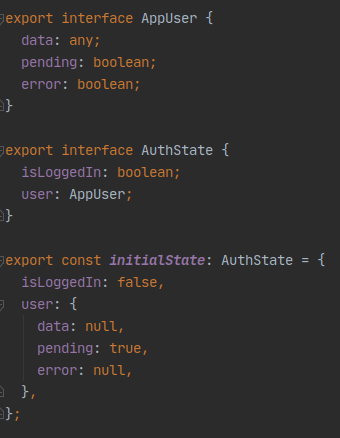 export interface AppUser {
  data: any;
  pending: boolean;
  error: boolean;
}

export interface AuthState {
  isLoggedIn: boolean;
  user: AppUser;
}

export const initialState: AuthState = {
  isLoggedIn: false,
  user: {
    data: null,
    pending: true,
    error: null,
  },
};